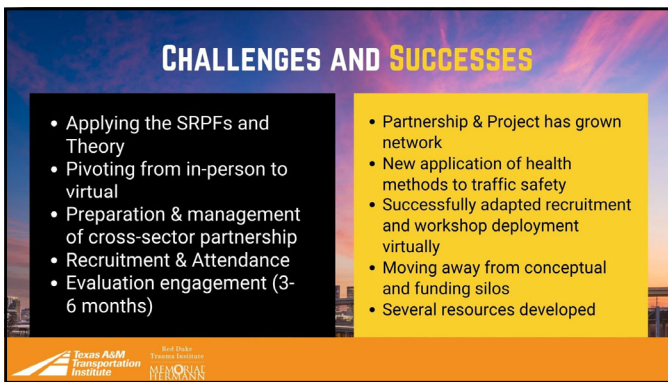 CHALLENGES AND SUCCESSES
• Applying the SRPFs and
Theory
• Pivoting from in-person to
virtual
• Preparation & management
of cross-sector partnership
• Recruitment & Attendance
• Evaluation engagement (3-
6 months)
• Partnership & Project has grown
network
• New application of health
methods to traffic safety
• Successfully adapted recruitment
and workshop deployment
virtually
• Moving away from conceptual
and funding silos
• Several resources developed
Texas A&M
Transportation
Institute
Red Duke
Trauma Institute
MEMORIAL
HERMANN